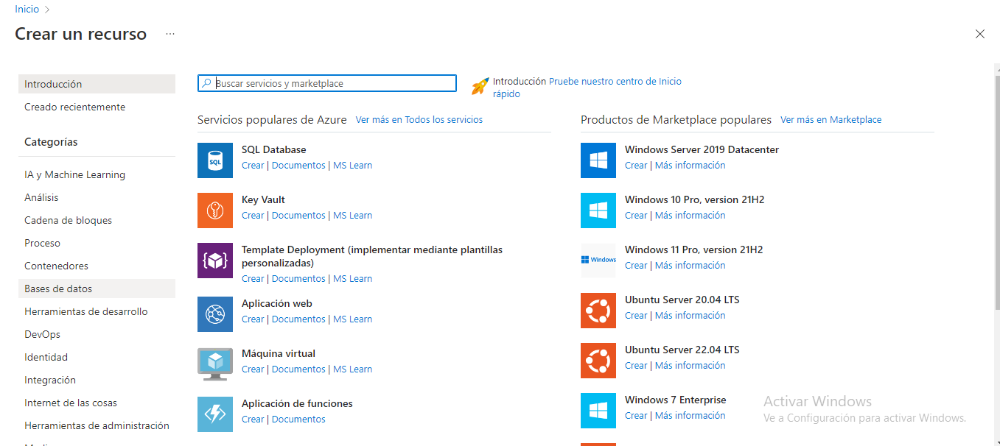 Inicio
Crear un recurso
Introducción
Creado recientemente
Categorías
IA y Machine Learning
Análisis
Cadena de bloques
Proceso
Contenedores
Bases de datos
Herramientas de desarrollo
DevOps
Identidad
Integración
Internet de las cosas
Herramientas de administración
Buscar servicios y marketplace
Introducción Pruebe nuestro centro de Inicio
rápido
Servicios populares de Azure Ver más en Todos los servicios
SQL
SQL Database
Crear | Documentos | MS Learn
Key Vault
Crear | Documentos | MS Learn
Template Deployment (implementar mediante plantillas
personalizadas)
Crear | Documentos | MS Learn
Aplicación web
Crear | Documentos | MS Learn
Máquina virtual
Crear | Documentos | MS Learn
Aplicación de funciones
Crear | Documentos
Productos de Marketplace populares Ver más en Marketplace
Windows Server 2019 Datacenter
Crear | Más información
Windows 10 Pro, version 21H2
Crear | Más información
Windows
Windows 11 Pro, version 21H2
Crear | Más información
Ubuntu Server 20.04 LTS
Crear | Más información
Ubuntu Server 22.04 LTS
Crear | Más información
Windows 7 Enterprise
Crear | Más información
Activar Windows
Ve a Configuración para activar Windows.